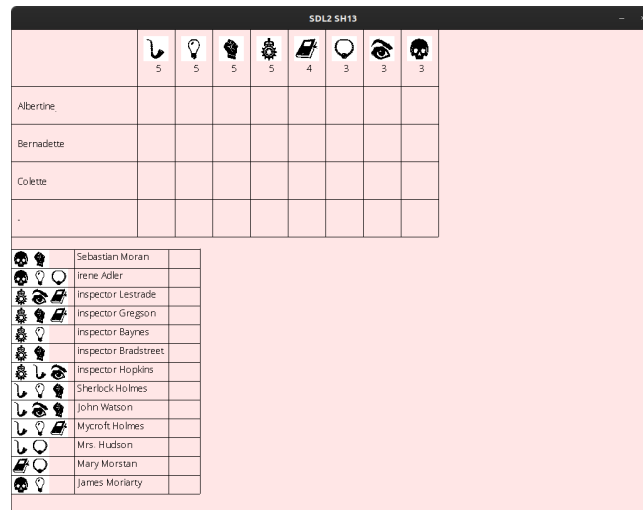 SDL2 SH13
5 5 5 5 4 3 3 3
Albertine
Bernadette
Colette
-
Sebastian Moran
irene Adler
inspector Lestrade
inspector Gregson
inspector Baynes
inspector Bradstreet
inspector Hopkins
Sherlock Holmes
John Watson
Mycroft Holmes
Mrs. Hudson
Mary Morstan
James Moriarty